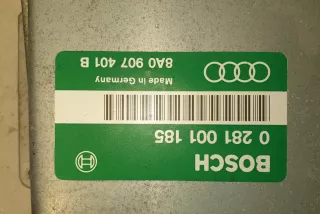 BOSCH
0 281 001 185
8A0 907 401 B
Made in Germany